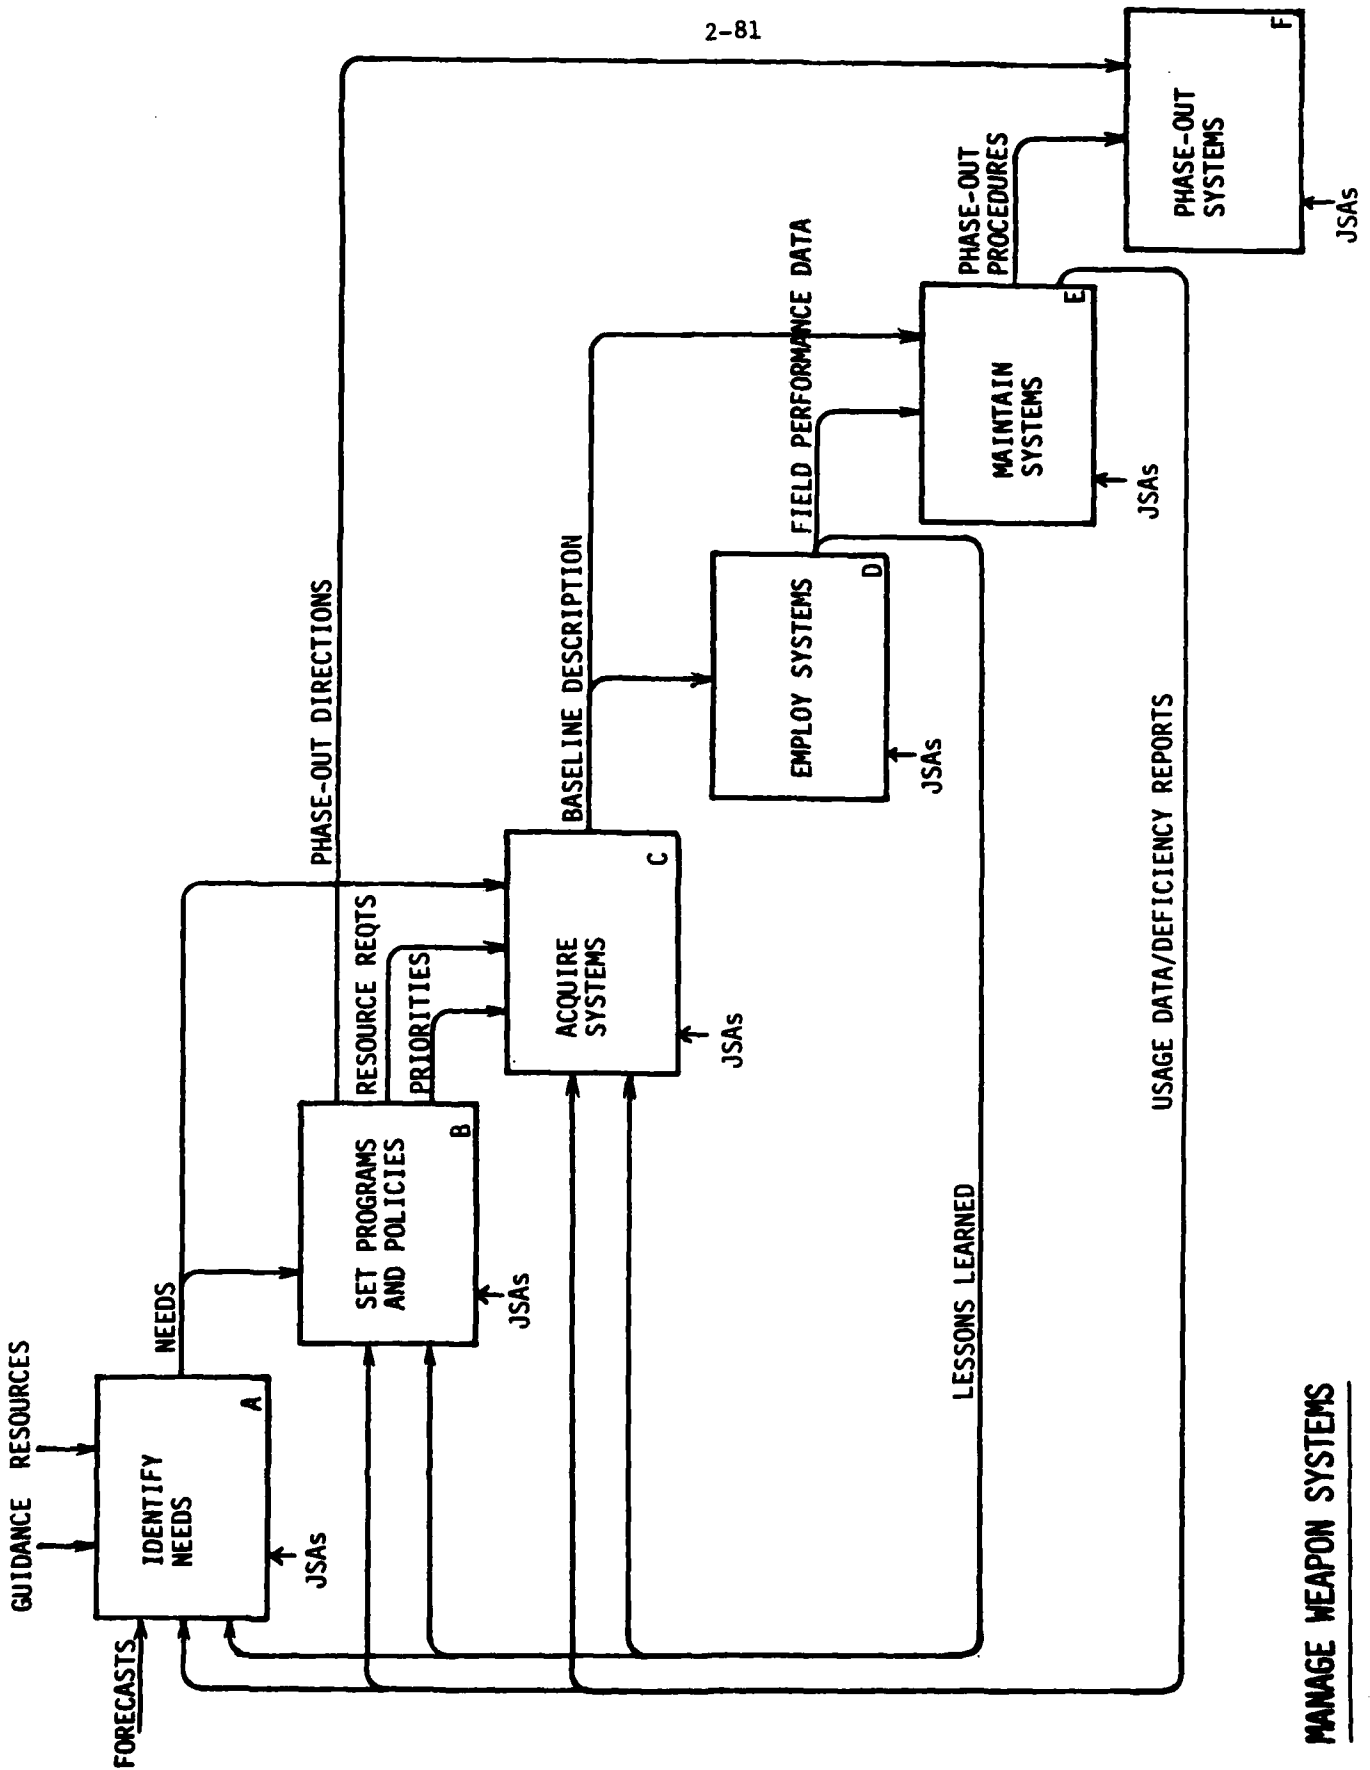 2-81
GUIDANCE RESOURCES
FORECASTS
IDENTIFY
NEEDS
A
JSAs
NEEDS
SET PROGRAMS
AND POLICIES
B
JSAs
PHASE-OUT DIRECTIONS
RESOURCE REQTS
PRIORITIES
ACQUIRE
SYSTEMS
C
JSAs
BASELINE DESCRIPTION
EMPLOY SYSTEMS
D
JSAs
FIELD PERFORMANCE DATA
MAINTAIN
SYSTEMS
E
JSAs
PHASE-OUT
PROCEDURES
PHASE-OUT
SYSTEMS
F
JSAs
LESSONS LEARNED
USAGE DATA/DEFICIENCY REPORTS
MANAGE WEAPON SYSTEMS